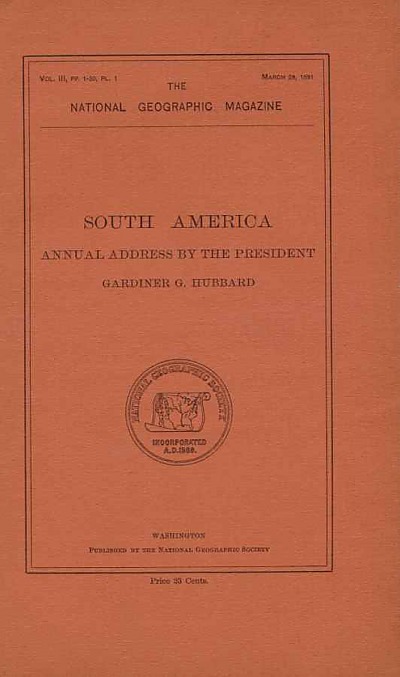 VOL. III, PP. 1-30, PL. 1
MARCH 28, 1891
THE
NATIONAL GEOGRAPHIC MAGAZINE
SOUTH AMERICA
ANNUAL ADDRESS BY THE PRESIDENT
GARDINER G. HUBBARD
NATIONAL GEOGRAPHIC SOCIETY
INCORPORATED
A.D. 1888.
WASHINGTON
PUBLISHED BY THE NATIONAL GEOGRAPHIC SOCIETY
Price 25 Cents.